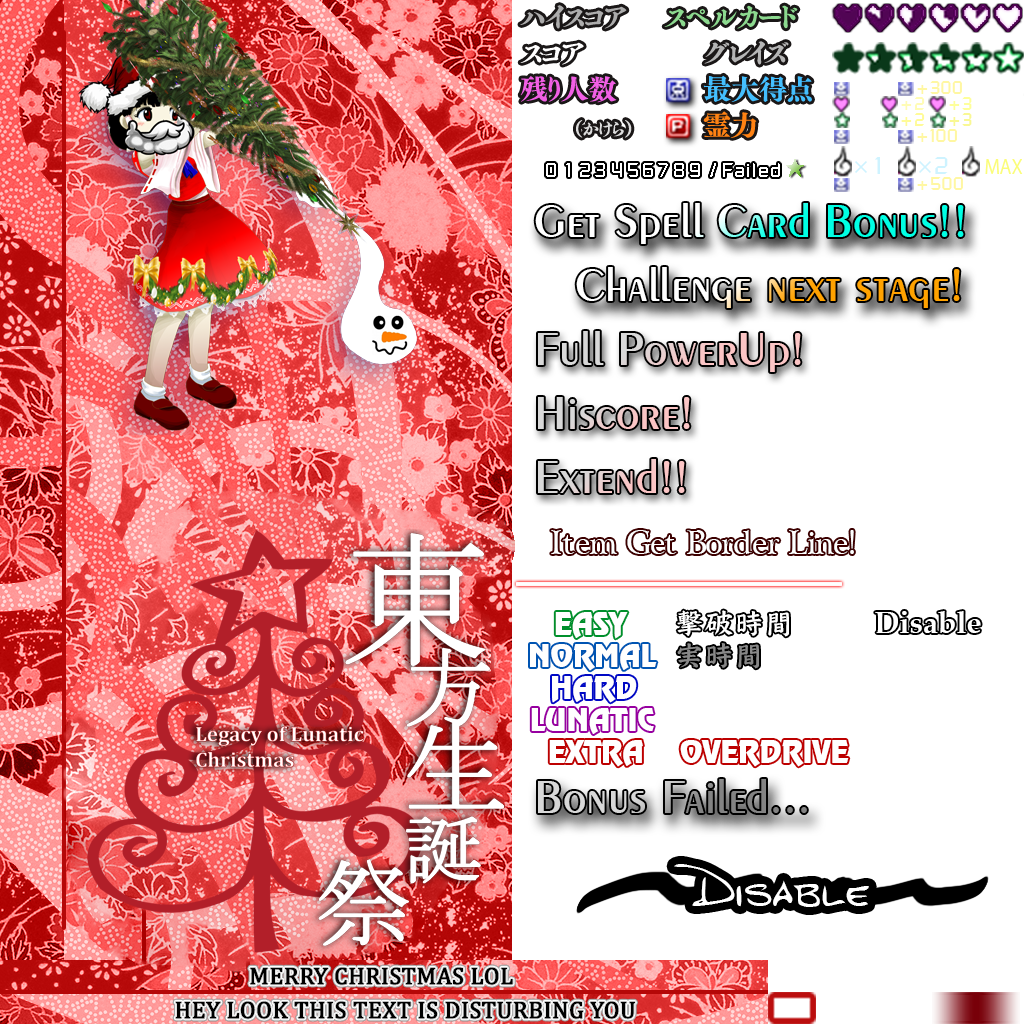 ハイスコア スペルカード
スコア グレイズ
残り人数 点 最大得点
(かけら) P 霊力
+300
+2 +3
+2 +3
+100
×1 ×2 MAX
+500
0123456789/Failed
Get Spell Card Bonus!!
Challenge next stage!
Full PowerUp!
Hiscore!
Extend!!
Item Get Border Line!
EASY 撃破時間 Disable
NORMAL 実時間
HARD
LUNATIC
EXTRA OVERDRIVE
Bonus Failed...
Disable
東方生誕祭
Legacy of Lunatic
Christmas
MERRY CHRISTMAS LOL
HEY LOOK THIS TEXT IS DISTURBING YOU